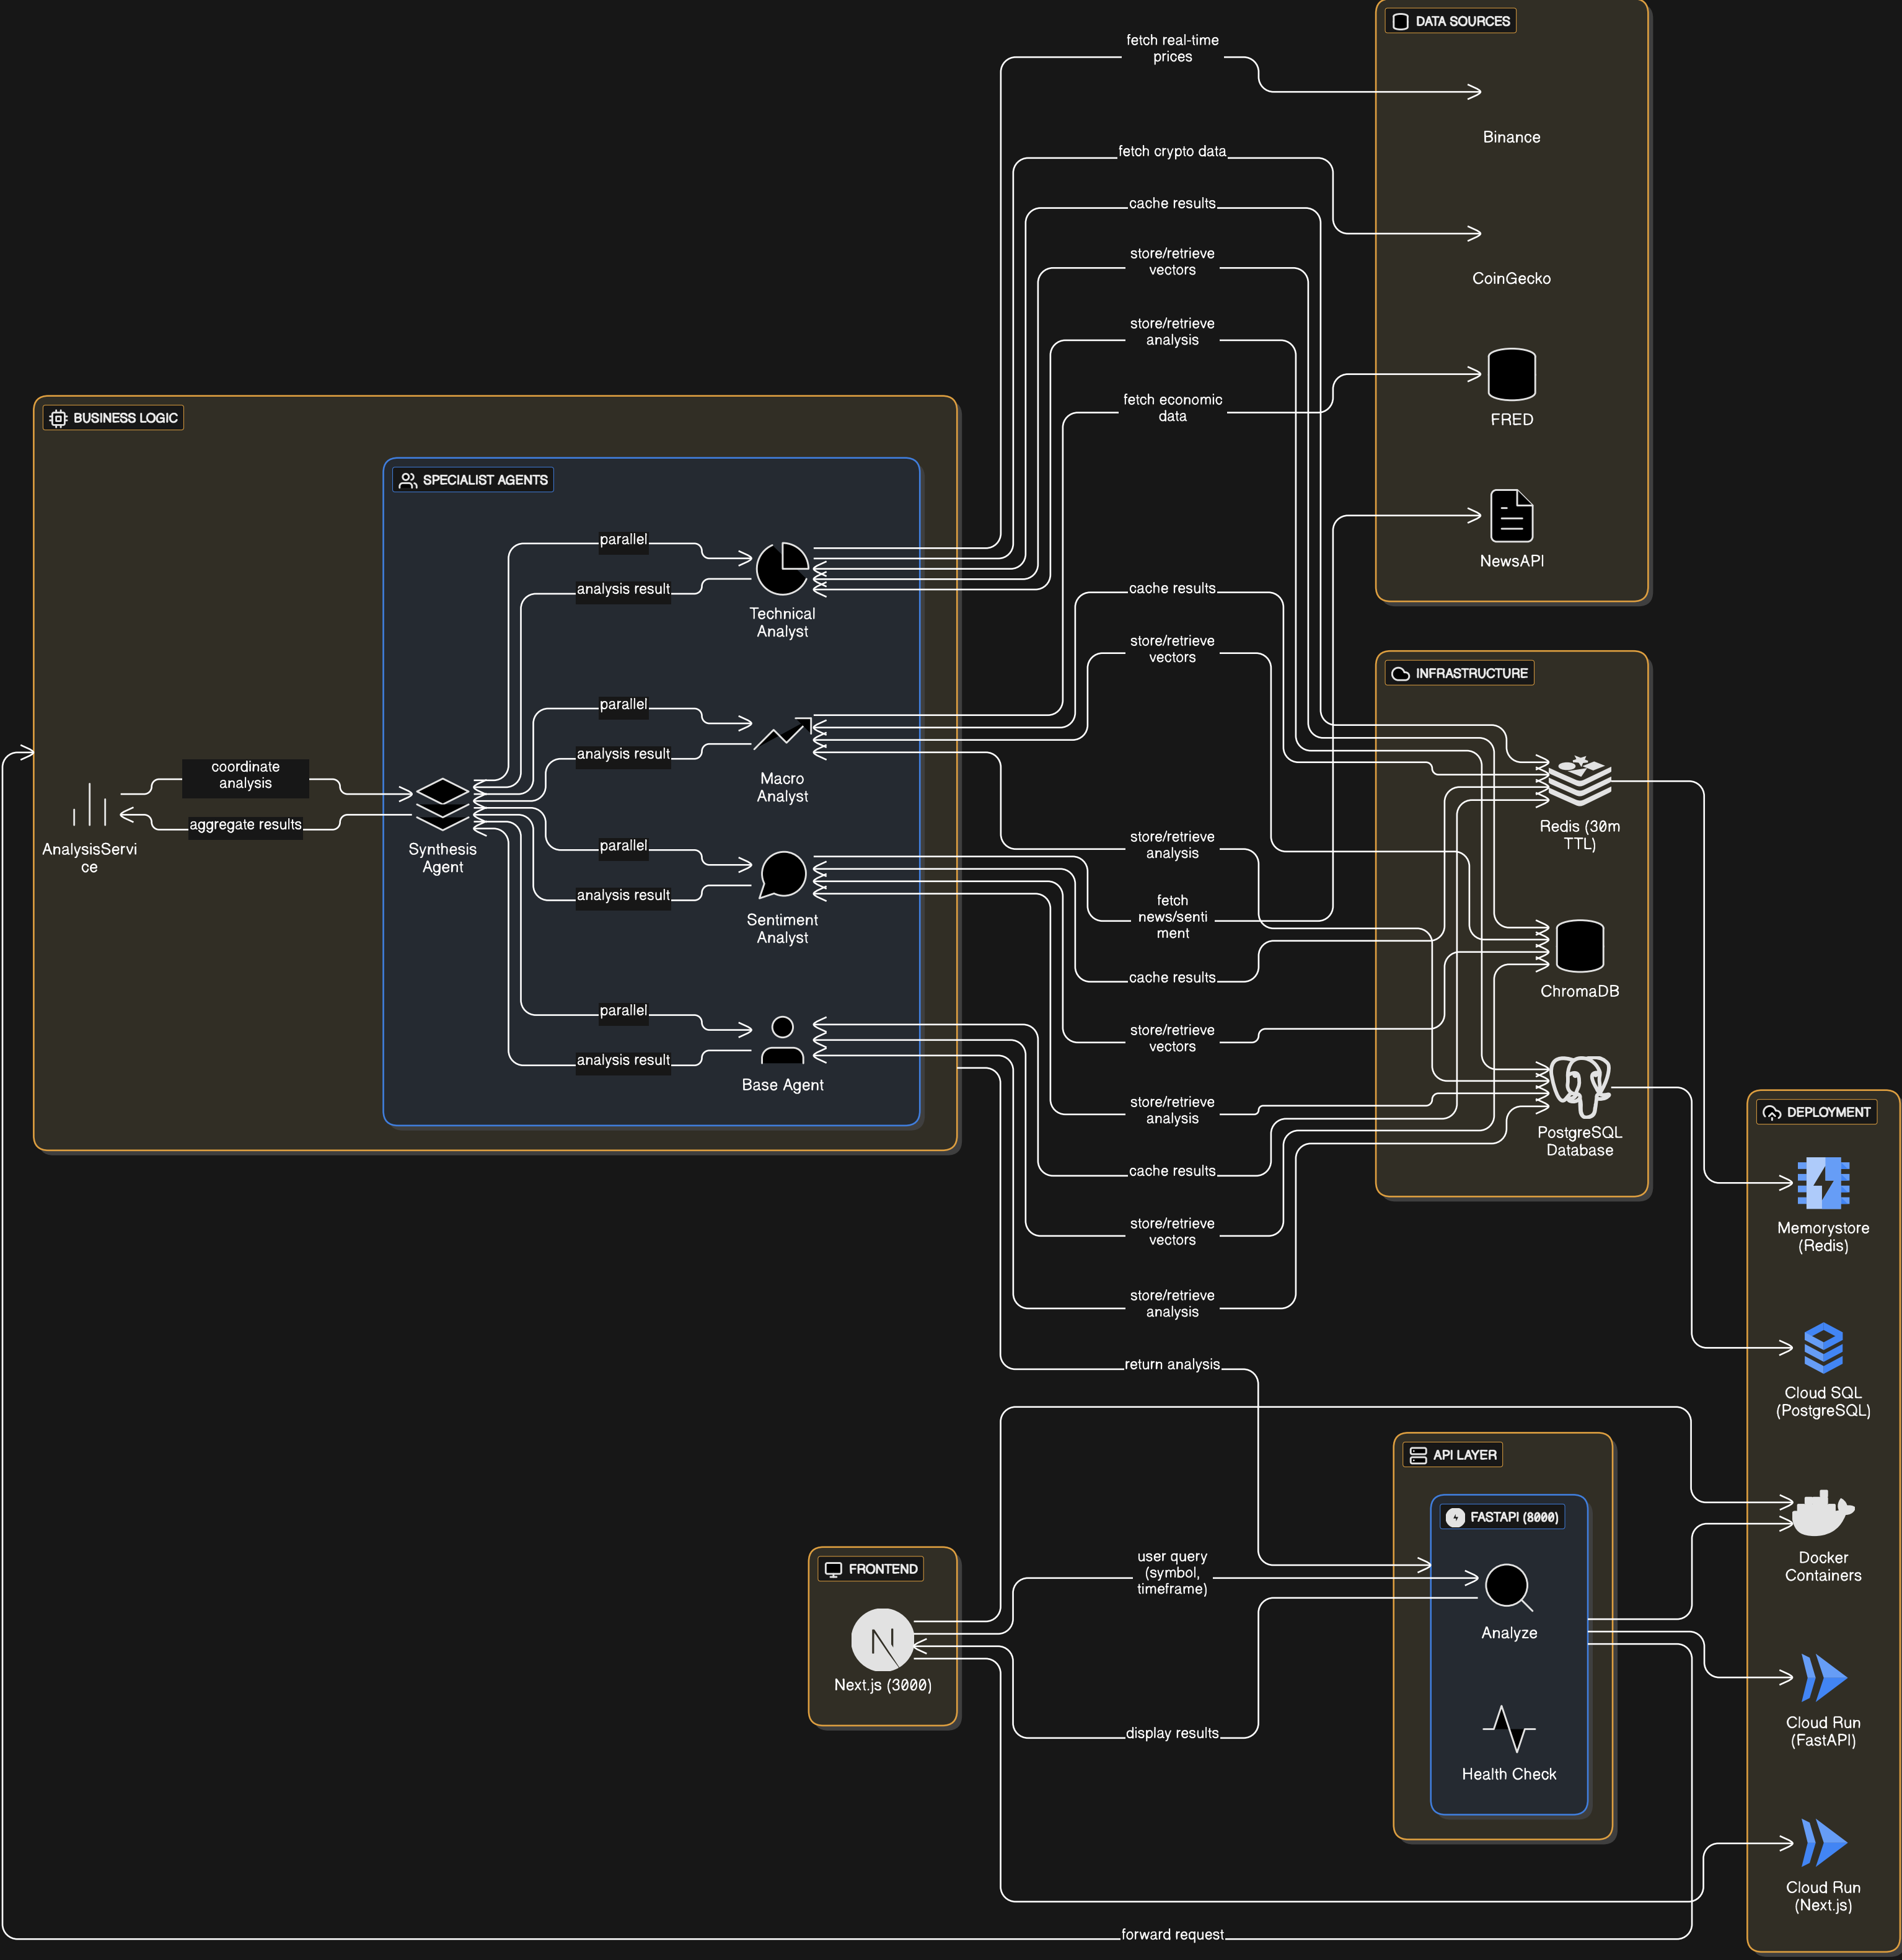 DATA SOURCES
fetch real-time
prices
Binance
fetch crypto data
cache results
store/retrieve
vectors
CoinGecko
store/retrieve
analysis
fetch economic
data
FRED
BUSINESS LOGIC
SPECIALIST AGENTS
NewsAPI
parallel
analysis result
Technical
Analyst
cache results
store/retrieve
vectors
INFRASTRUCTURE
parallel
analysis result
Macro
Analyst
coordinate
analysis
aggregate results
AnalysisServi
ce
Synthesis
Agent
Redis (30m
TTL)
parallel
analysis result
Sentiment
Analyst
store/retrieve
analysis
fetch
news/senti
ment
cache results
ChromaDB
parallel
analysis result
Base Agent
store/retrieve
vectors
store/retrieve
analysis
PostgreSQL
Database
DEPLOYMENT
cache results
store/retrieve
vectors
Memorystore
(Redis)
store/retrieve
analysis
return analysis
Cloud SQL
(PostgreSQL)
API LAYER
FASTAPI (8000)
FRONTEND
user query
(symbol,
timeframe)
Docker
Containers
Analyze
Next.js (3000)
display results
Cloud Run
(FastAPI)
Health Check
Cloud Run
(Next.js)
forward request